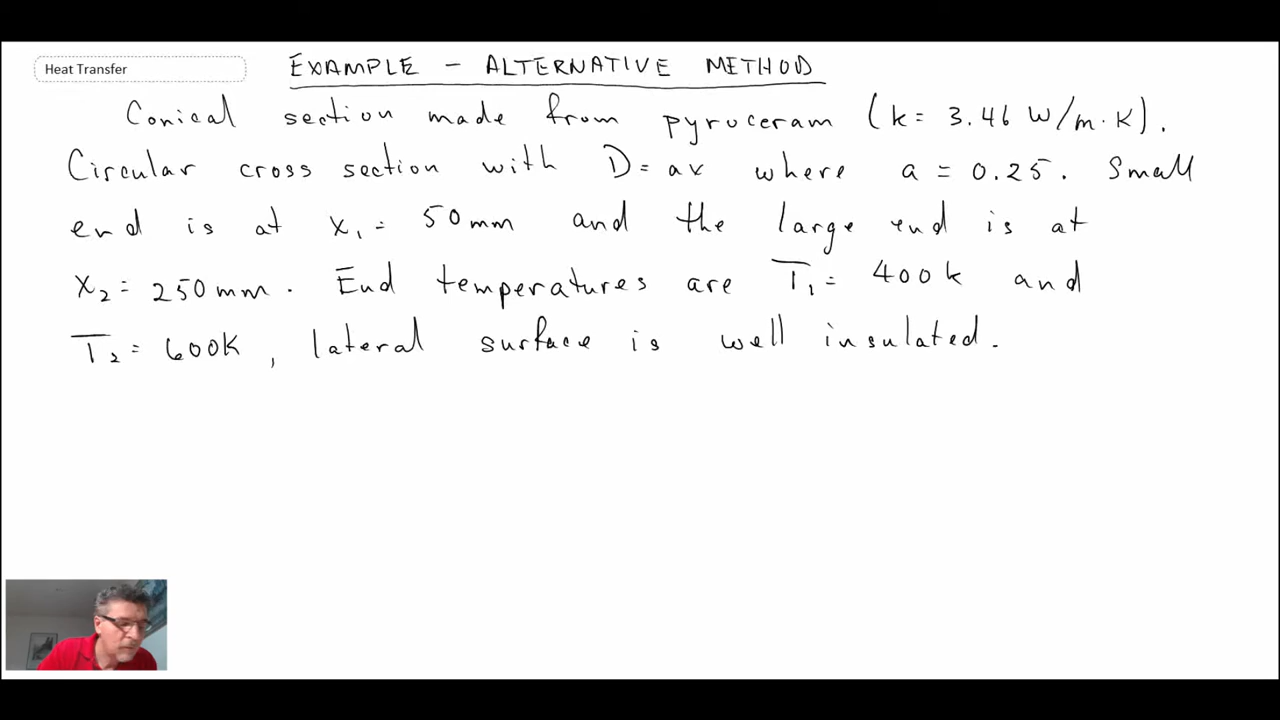 Heat Transfer
EXAMPLE - ALTERNATIVE METHOD
Conical section made from pyroceram (k = 3.46 W/m·K).
Circular cross section with D = ax where a = 0.25. Small
end is at x₁ = 50mm and the large end is at
x₂ = 250mm. End temperatures are T₁ = 400k and
T₂ = 600K, lateral surface is well insulated.